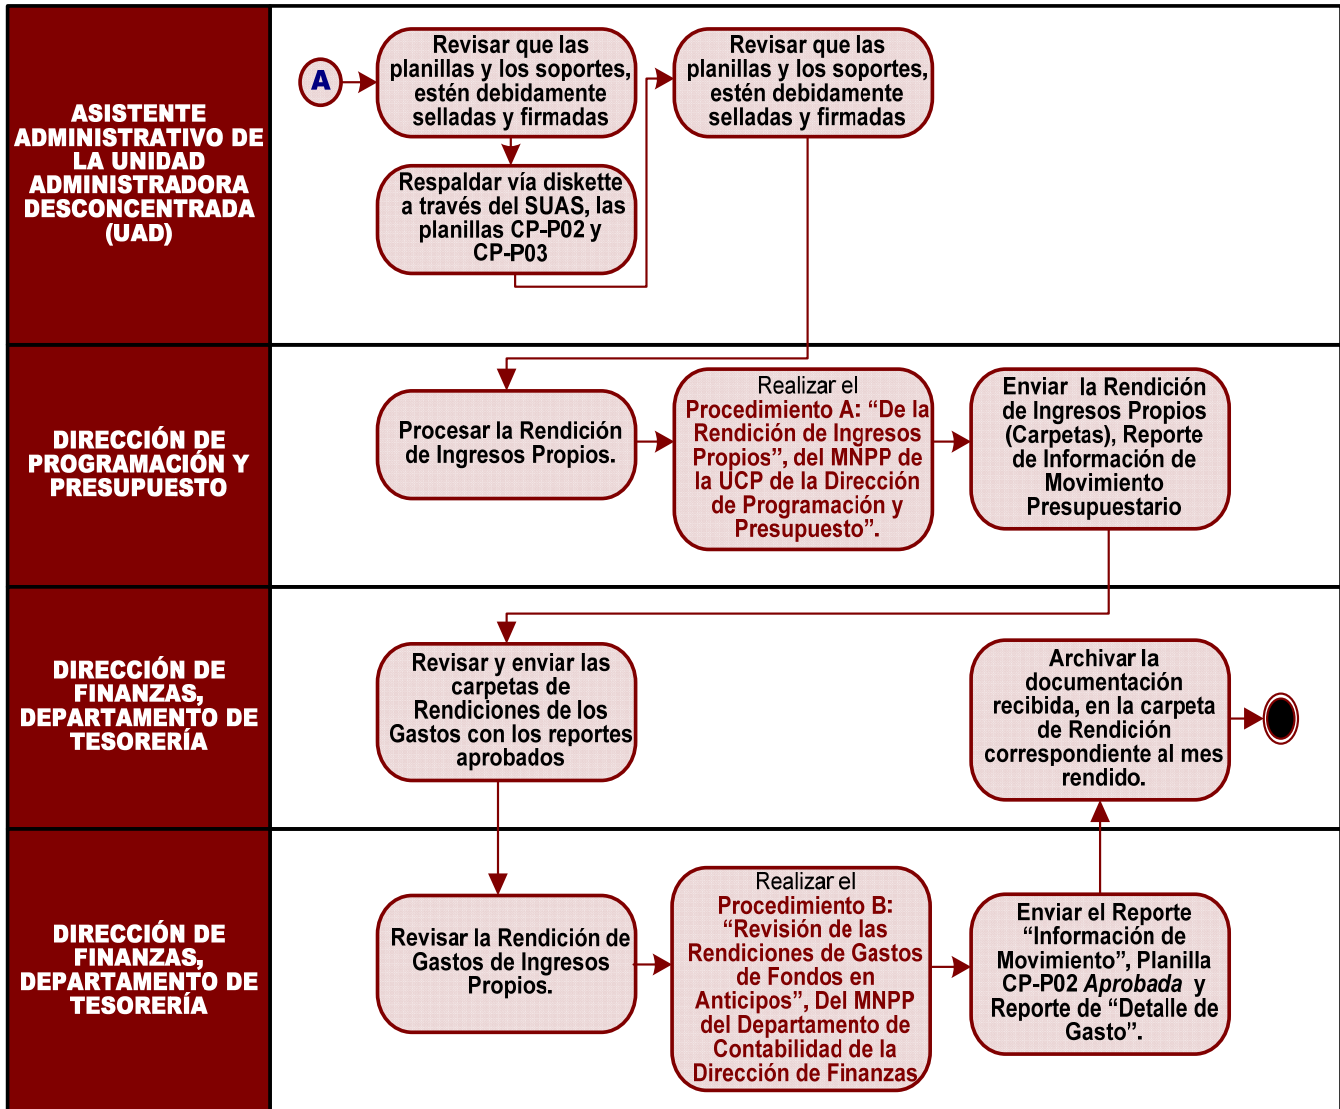 ASISTENTE
ADMINISTRATIVO DE
LA UNIDAD
ADMINISTRADORA
DESCONCENTRADA
(UAD)
A
Revisar que las
planillas y los soportes,
estén debidamente
selladas y firmadas
Respaldar vía diskette
a través del SUAS, las
planillas CP-P02 y
CP-P03
Revisar que las
planillas y los soportes,
estén debidamente
selladas y firmadas
DIRECCIÓN DE
PROGRAMACIÓN Y
PRESUPUESTO
Procesar la Rendición
de Ingresos Propios.
Realizar el
Procedimiento A: “De la
Rendición de Ingresos
Propios”, del MNPP de
la UCP de la Dirección
de Programación y
Presupuesto”.
Enviar la Rendición
de Ingresos Propios
(Carpetas), Reporte
de Información de
Movimiento
Presupuestario
DIRECCIÓN DE
FINANZAS,
DEPARTAMENTO DE
TESORERÍA
Revisar y enviar las
carpetas de
Rendiciones de los
Gastos con los reportes
aprobados
Archivar la
documentación
recibida, en la carpeta
de Rendición
correspondiente al mes
rendido.
DIRECCIÓN DE
FINANZAS,
DEPARTAMENTO DE
TESORERÍA
Revisar la Rendición de
Gastos de Ingresos
Propios.
Realizar el
Procedimiento B:
“Revisión de las
Rendiciones de Gastos
de Fondos en
Anticipos”, Del MNPP
del Departamento de
Contabilidad de la
Dirección de Finanzas
Enviar el Reporte
“Información de
Movimiento”, Planilla
CP-P02 Aprobada y
Reporte de “Detalle de
Gasto”.